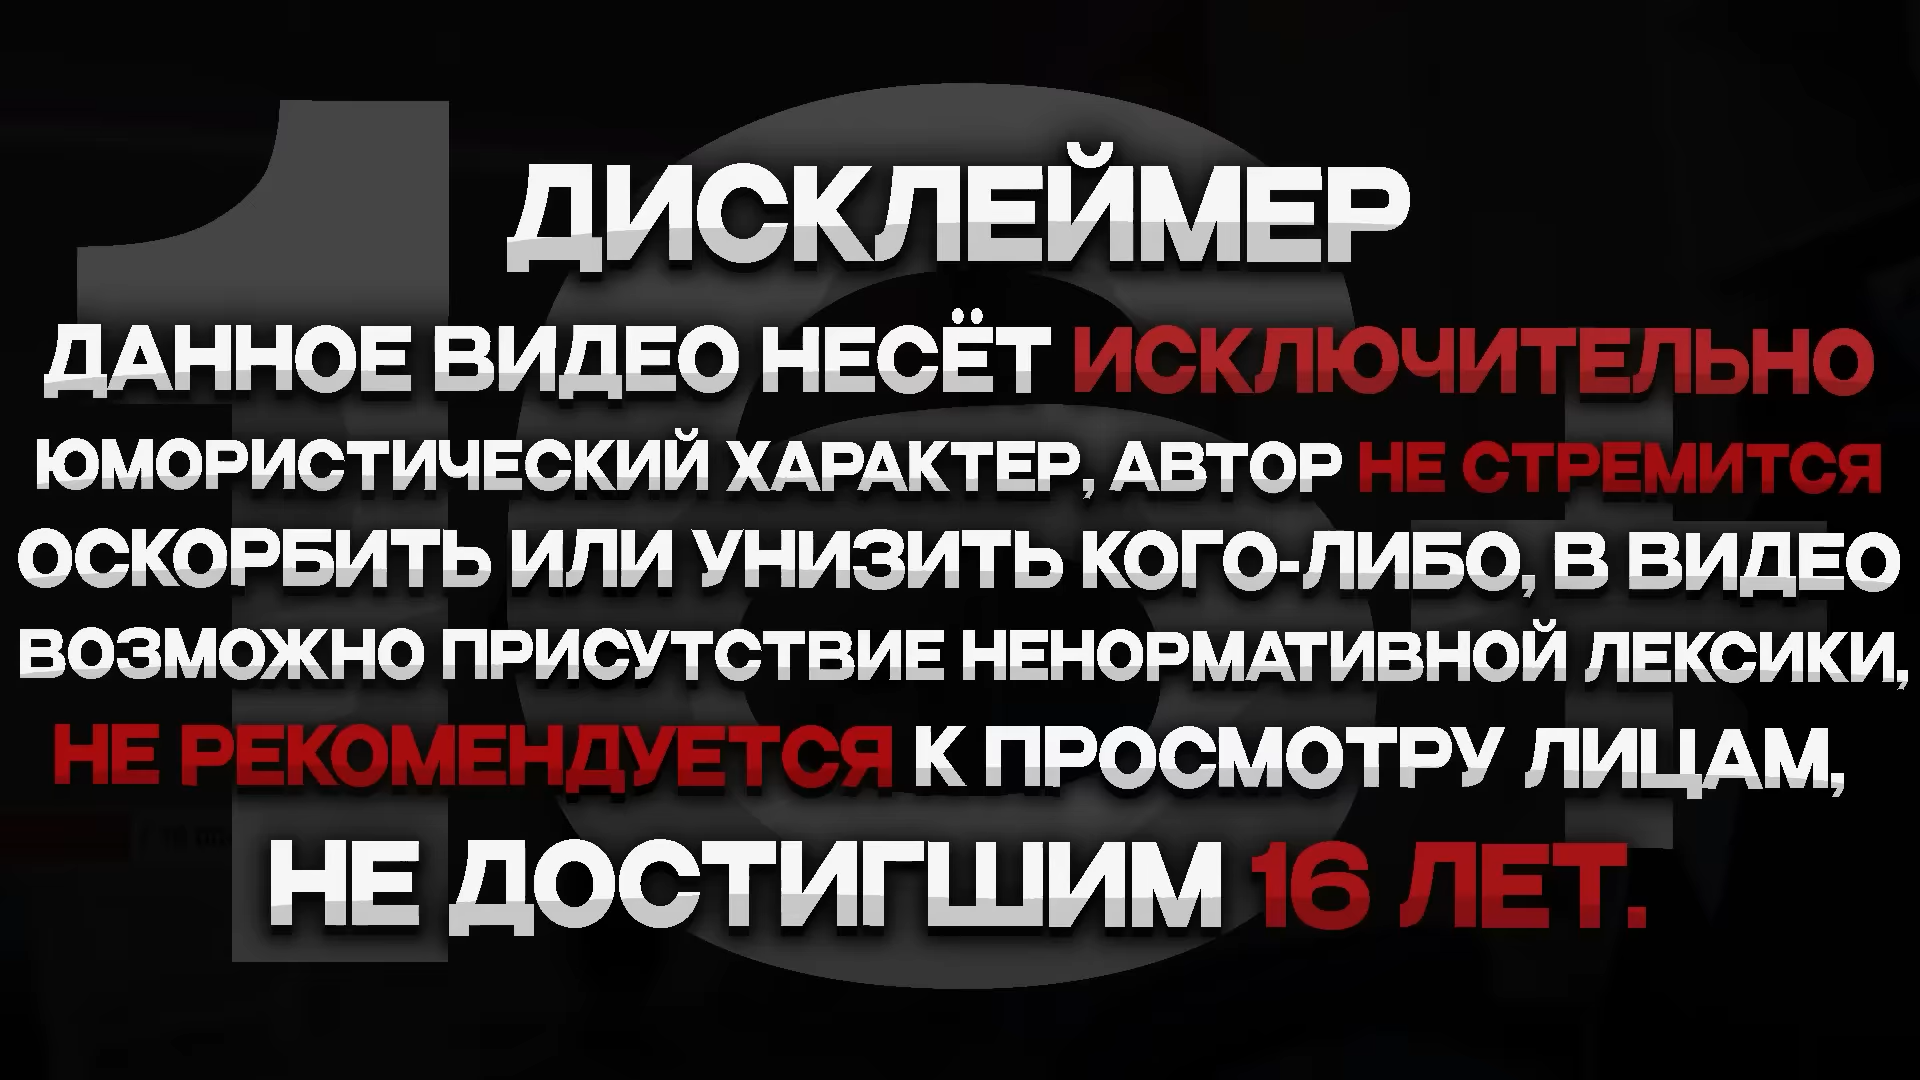 ДИСКЛЕЙМЕР
ДАННОЕ ВИДЕО НЕСЁТ ИСКЛЮЧИТЕЛЬНО
ЮМОРИСТИЧЕСКИЙ ХАРАКТЕР, АВТОР НЕ СТРЕМИТСЯ
ОСКОРБИТЬ ИЛИ УНИЗИТЬ КОГО-ЛИБО, В ВИДЕО
ВОЗМОЖНО ПРИСУТСТВИЕ НЕНОРМАТИВНОЙ ЛЕКСИКИ,
НЕ РЕКОМЕНДУЕТСЯ К ПРОСМОТРУ ЛИЦАМ,
НЕ ДОСТИГШИМ 16 ЛЕТ.
16+